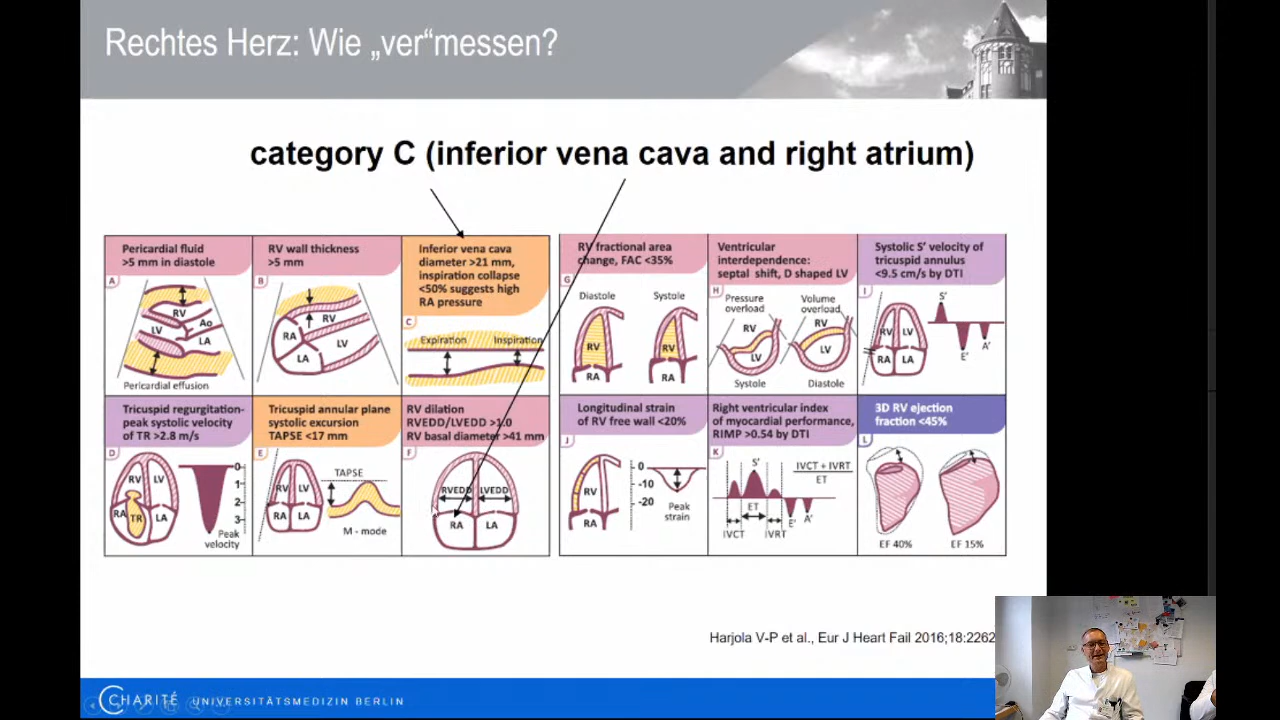 Rechtes Herz: Wie „ver“messen?
category C (inferior vena cava and right atrium)
Pericardial fluid
>5 mm in diastole
A
RV
LV
Ao
LA
Pericardial effusion
RV wall thickness
>5 mm
B
RV
RA
LV
LA
Inferior vena cava
diameter >21 mm,
inspiration collapse
<50% suggests high
RA pressure
C
Expiration
Inspiration
RV fractional area
change, FAC <35%
G
Diastole
Systole
RV
RV
RA
RA
Ventricular
interdependence:
septal shift, D shaped LV
H
Pressure
overload
Volume
overload
RV
LV
RV
LV
Systole
Diastole
Systolic S’ velocity of
tricuspid annulus
<9.5 cm/s by DTI
I
S’
RV
LV
RA
LA
E’
A’
Tricuspid regurgitation-
peak systolic velocity
of TR >2.8 m/s
D
RV
LV
RA
TR
LA
0
1
2
3
Peak
velocity
Tricuspid annular plane
systolic excursion
TAPSE <17 mm
E
TAPSE
RV
LV
RA
LA
M - mode
RV dilation
RVEDD/LVEDD >1.0
RV basal diameter >41 mm
F
RVEDD
LVEDD
RA
LA
Longitudinal strain
of RV free wall <20%
J
RV
RA
0
-10
-20
Peak
strain
Right ventricular index
of myocardial performance,
RIMP >0.54 by DTI
K
S’
IVCT + IVRT
ET
ET
E’
A’
IVCT
IVRT
3D RV ejection
fraction <45%
L
EF 40%
EF 15%
Harjola V-P et al., Eur J Heart Fail 2016;18:2262
CHARITÉ UNIVERSITÄTSMEDIZIN BERLIN